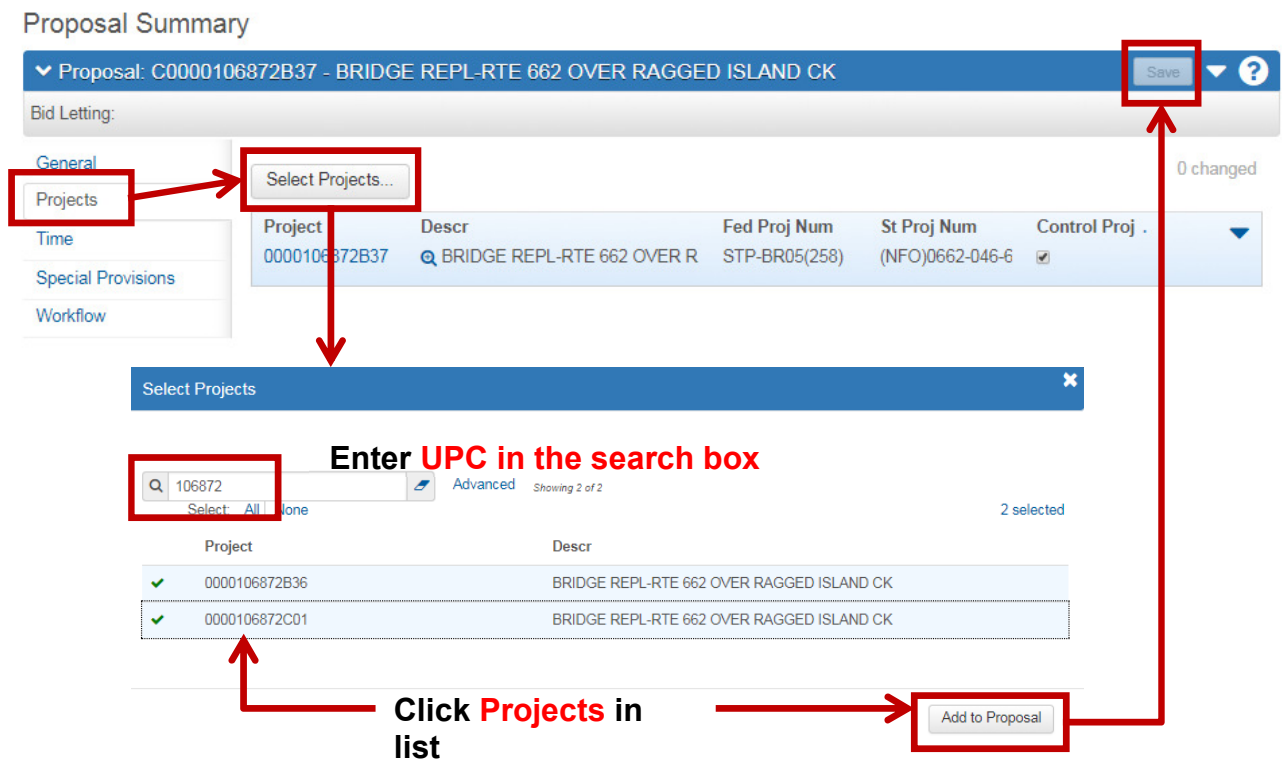 Proposal Summary
Proposal: C0000106872B37 - BRIDGE REPL-RTE 662 OVER RAGGED ISLAND CK Save ?
Bid Letting:
General
Projects
Time
Special Provisions
Workflow
Select Projects...
0 changed
Project Descr Fed Proj Num St Proj Num Control Proj .
0000106872B37 BRIDGE REPL-RTE 662 OVER R STP-BR05(258) (NFO)0662-046-6
Select Projects
Enter UPC in the search box
106872 Advanced Showing 2 of 2
Select: All None 2 selected
Project Descr
0000106872B36 BRIDGE REPL-RTE 662 OVER RAGGED ISLAND CK
0000106872C01 BRIDGE REPL-RTE 662 OVER RAGGED ISLAND CK
Click Projects in
list
Add to Proposal